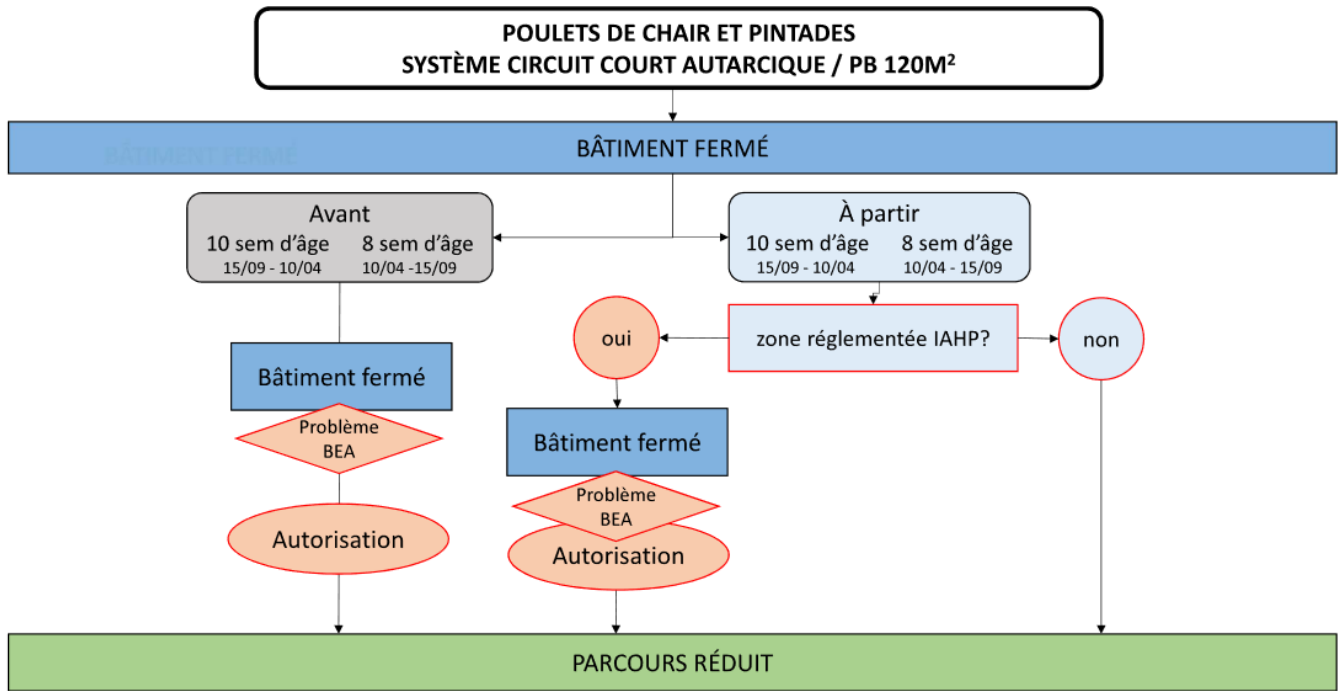 POULETS DE CHAIR ET PINTADES
SYSTÈME CIRCUIT COURT AUTARCIQUE / PB 120M²
BÂTIMENT FERMÉ
BÂTIMENT FERMÉ
Avant
10 sem d'âge 8 sem d'âge
15/09 - 10/04 10/04 -15/09
À partir
10 sem d'âge 8 sem d'âge
15/09 - 10/04 10/04 - 15/09
oui
zone réglementée IAHP?
non
Bâtiment fermé
Problème
BEA
Autorisation
Bâtiment fermé
Problème
BEA
Autorisation
PARCOURS RÉDUIT